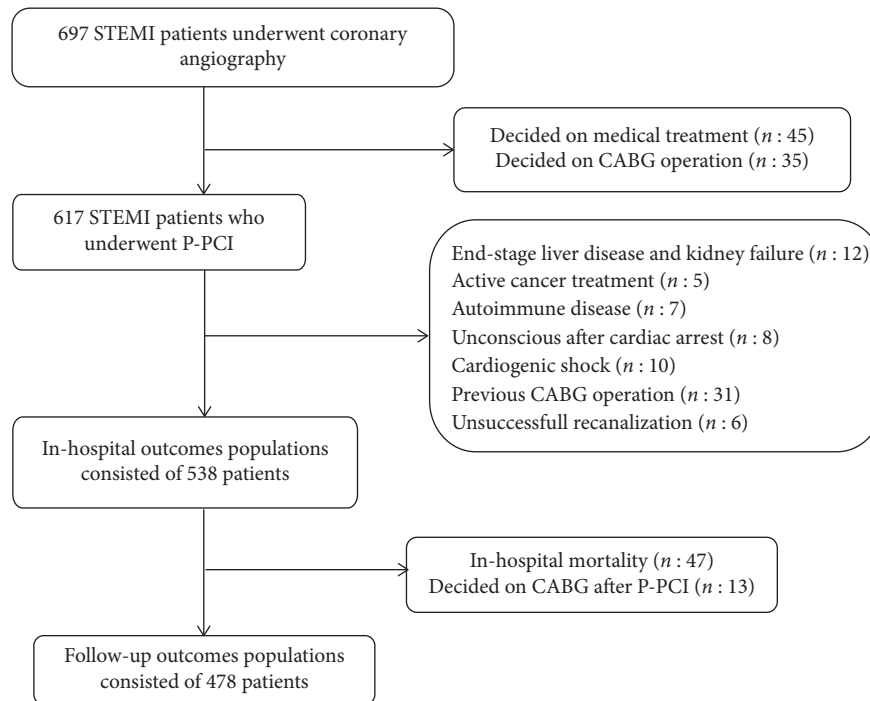 697 STEMI patients underwent coronary
angiography
Decided on medical treatment (n : 45)
Decided on CABG operation (n : 35)
617 STEMI patients who
underwent P-PCI
End-stage liver disease and kidney failure (n : 12)
Active cancer treatment (n : 5)
Autoimmune disease (n : 7)
Unconscious after cardiac arrest (n : 8)
Cardiogenic shock (n : 10)
Previous CABG operation (n : 31)
Unsuccessfull recanalization (n : 6)
In-hospital outcomes populations
consisted of 538 patients
In-hospital mortality (n : 47)
Decided on CABG after P-PCI (n : 13)
Follow-up outcomes populations
consisted of 478 patients